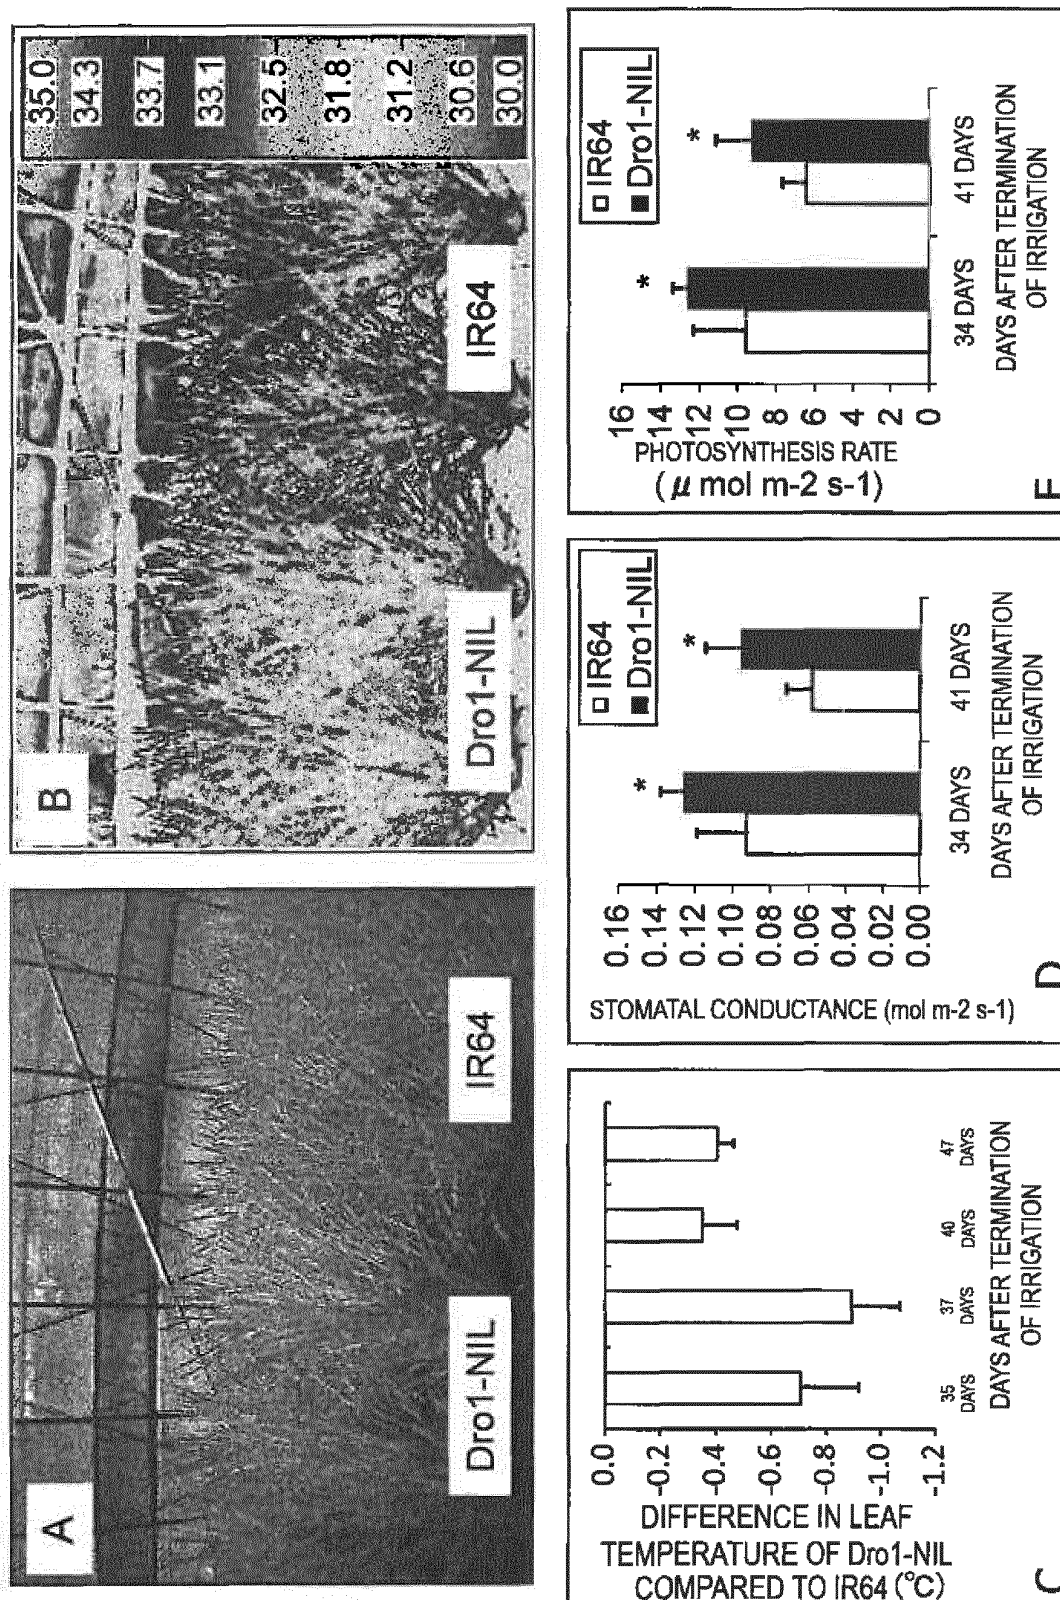 A
Dro1-NIL
IR64
B
35.0
34.3
33.7
33.1
32.5
31.8
31.2
30.6
30.0
Dro1-NIL
IR64
C
DIFFERENCE IN LEAF
TEMPERATURE OF Dro1-NIL
COMPARED TO IR64 (°C)
0.0
-0.2
-0.4
-0.6
-0.8
-1.0
-1.2
35
DAYS
37
DAYS
40
DAYS
47
DAYS
DAYS AFTER TERMINATION
OF IRRIGATION
D
STOMATAL CONDUCTANCE (mol m-2 s-1)
0.16
0.14
0.12
0.10
0.08
0.06
0.04
0.02
0.00
IR64
Dro1-NIL
*
*
34 DAYS
41 DAYS
DAYS AFTER TERMINATION
OF IRRIGATION
PHOTOSYNTHESIS RATE
(μ mol m-2 s-1)
16
14
12
10
8
6
4
2
0
IR64
Dro1-NIL
*
*
34 DAYS
41 DAYS
DAYS AFTER TERMINATION
OF IRRIGATION